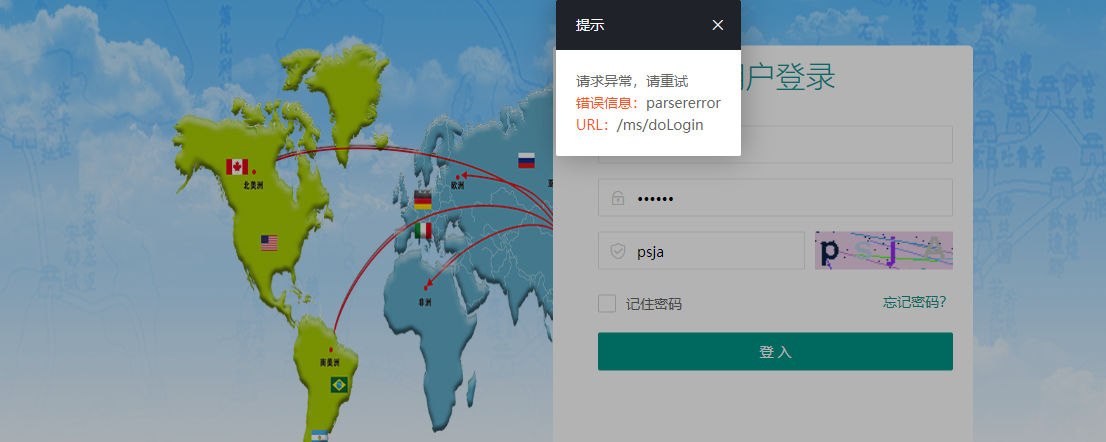 提示
请求异常，请重试
错误信息：parsererror
URL：/ms/doLogin
户登录
••••••
psja
psjA
记住密码
忘记密码?
登 入
北美洲
欧洲
非洲
南美洲